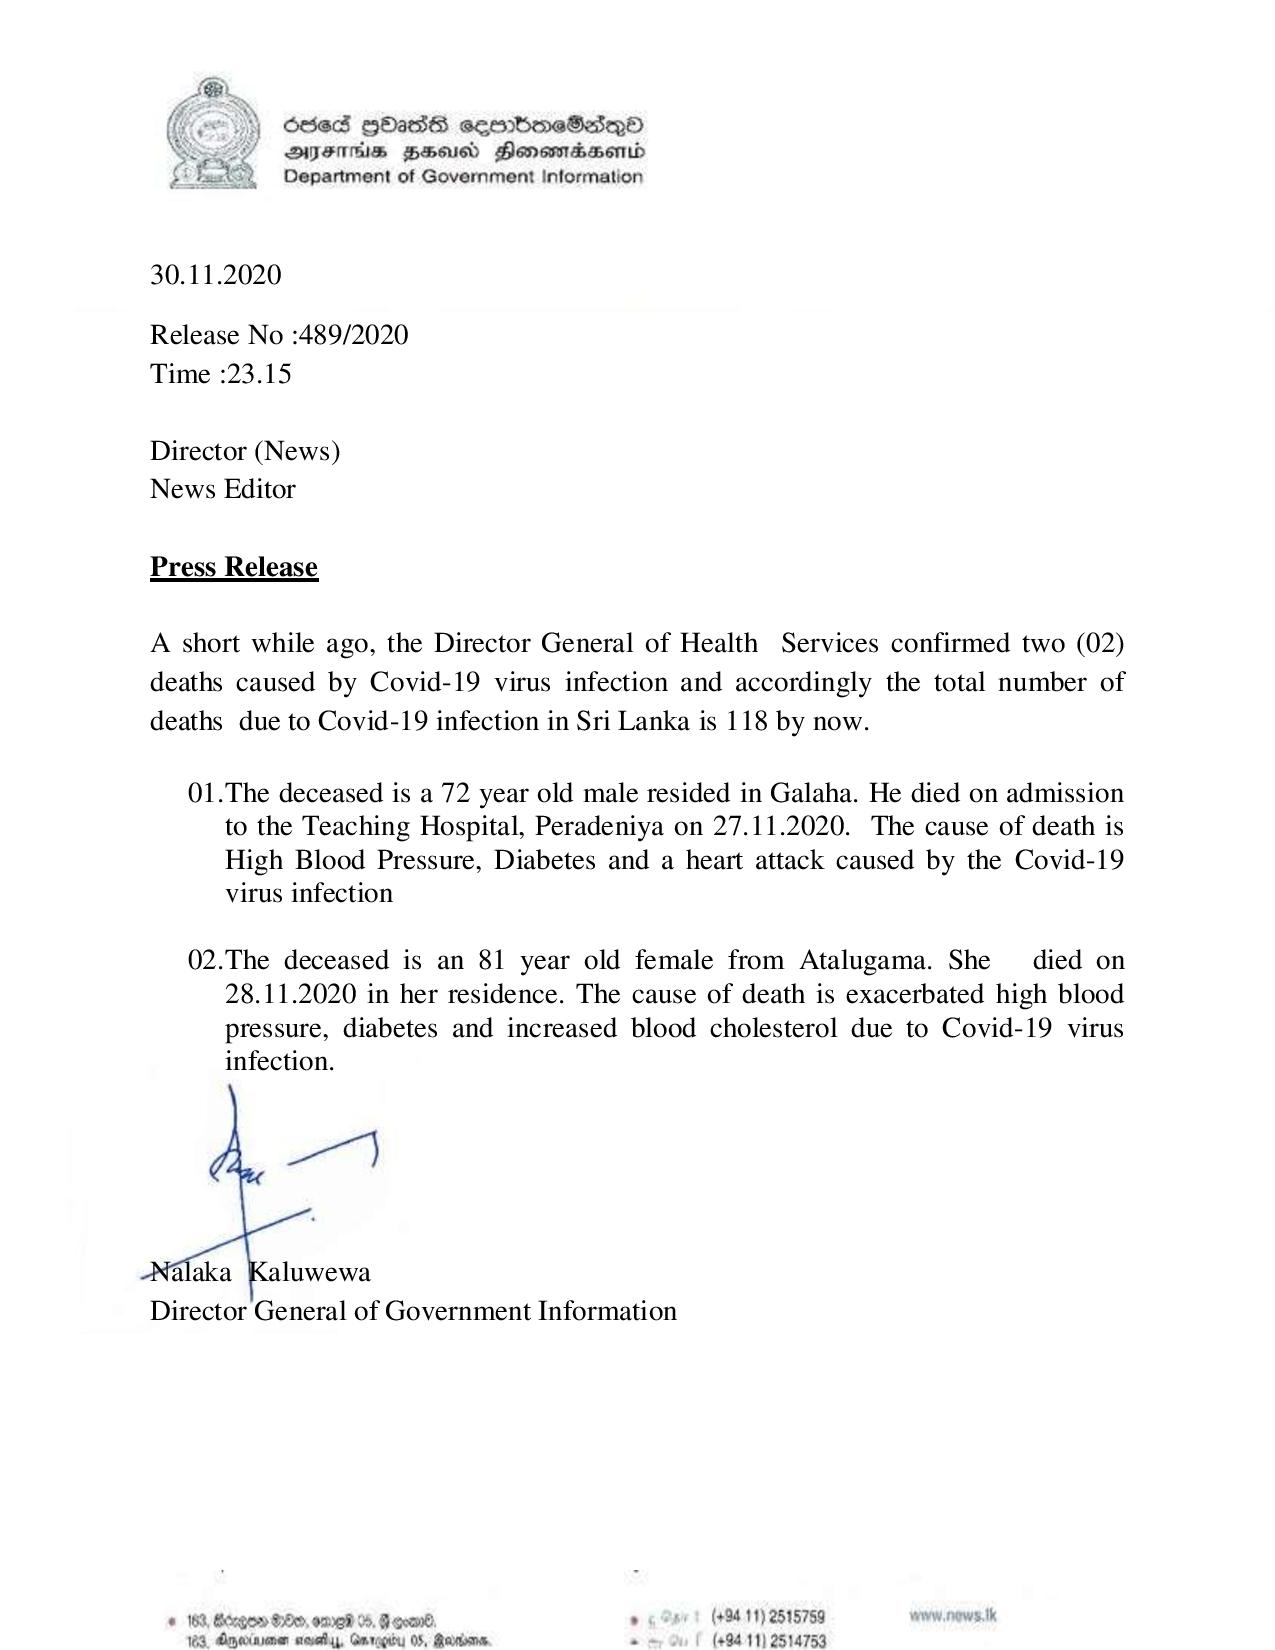 රජයේ ප්‍රවෘත්ති දෙපාර්තමේන්තුව
அரசாங்க தகவல் திணைக்களம்
Department of Government Information
30.11.2020
Release No :489/2020
Time :23.15
Director (News)
News Editor
Press Release
A short while ago, the Director General of Health Services confirmed two (02)
deaths caused by Covid-19 virus infection and accordingly the total number of
deaths due to Covid-19 infection in Sri Lanka is 118 by now.
01.The deceased is a 72 year old male resided in Galaha. He died on admission
to the Teaching Hospital, Peradeniya on 27.11.2020. The cause of death is
High Blood Pressure, Diabetes and a heart attack caused by the Covid-19
virus infection
02.The deceased is an 81 year old female from Atalugama. She died on
28.11.2020 in her residence. The cause of death is exacerbated high blood
pressure, diabetes and increased blood cholesterol due to Covid-19 virus
infection.
Nalaka Kaluwewa
Director General of Government Information
163, කිරුලපන මාවත, කොළඹ 05, ශ්‍රී ලංකාව.
163, கிருலப்பனை அவெனியூ, கொழும்பு 05, இலங்கை.
(+94 11) 2515759
(+94 11) 2514753
www.news.lk